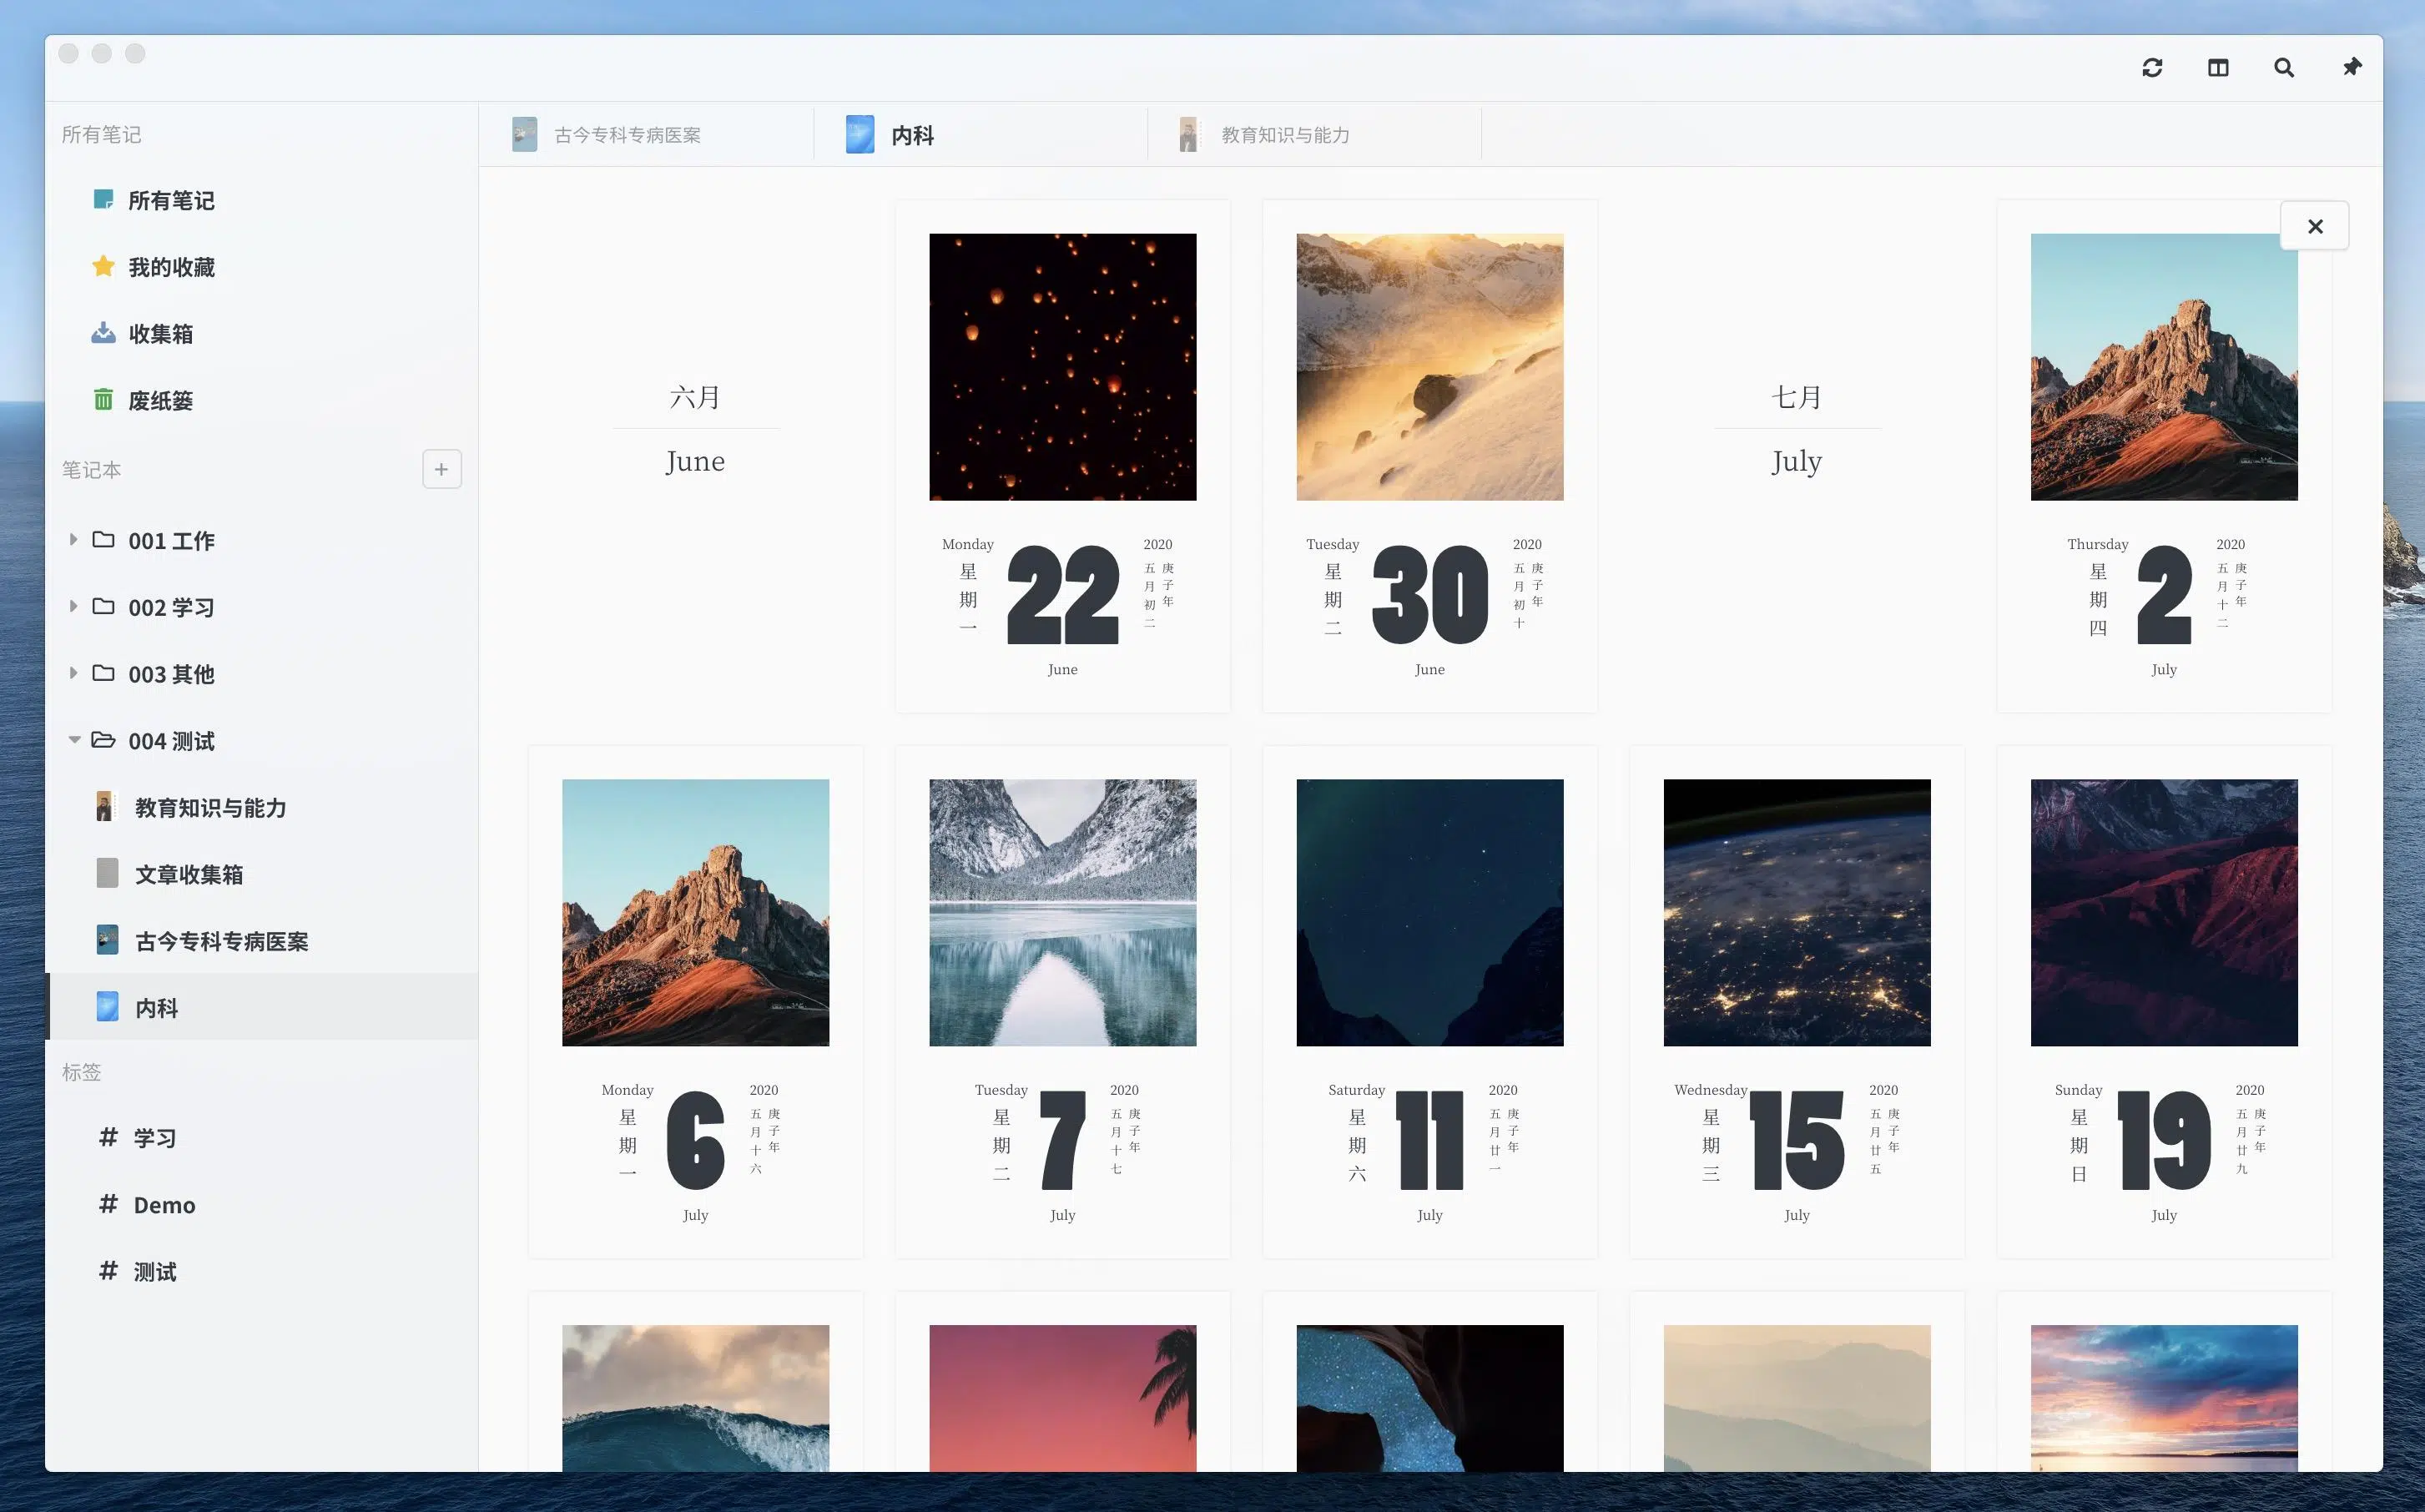 所有笔记
所有笔记
我的收藏
收集箱
废纸篓
笔记本
+
001 工作
002 学习
003 其他
004 测试
教育知识与能力
文章收集箱
古今专科专病医案
内科
标签
# 学习
# Demo
# 测试
古今专科专病医案
内科
教育知识与能力
六月
June
Monday
星期一
22
2020
庚子年
五月初二
June
Tuesday
星期二
30
2020
庚子年
五月初十
June
七月
July
Thursday
星期四
2
2020
庚子年
五月十二
July
Monday
星期一
6
2020
庚子年
五月十六
July
Tuesday
星期二
7
2020
庚子年
五月十七
July
Saturday
星期六
11
2020
庚子年
五月廿一
July
Wednesday
星期三
15
2020
庚子年
五月廿五
July
Sunday
星期日
19
2020
庚子年
五月廿九
July